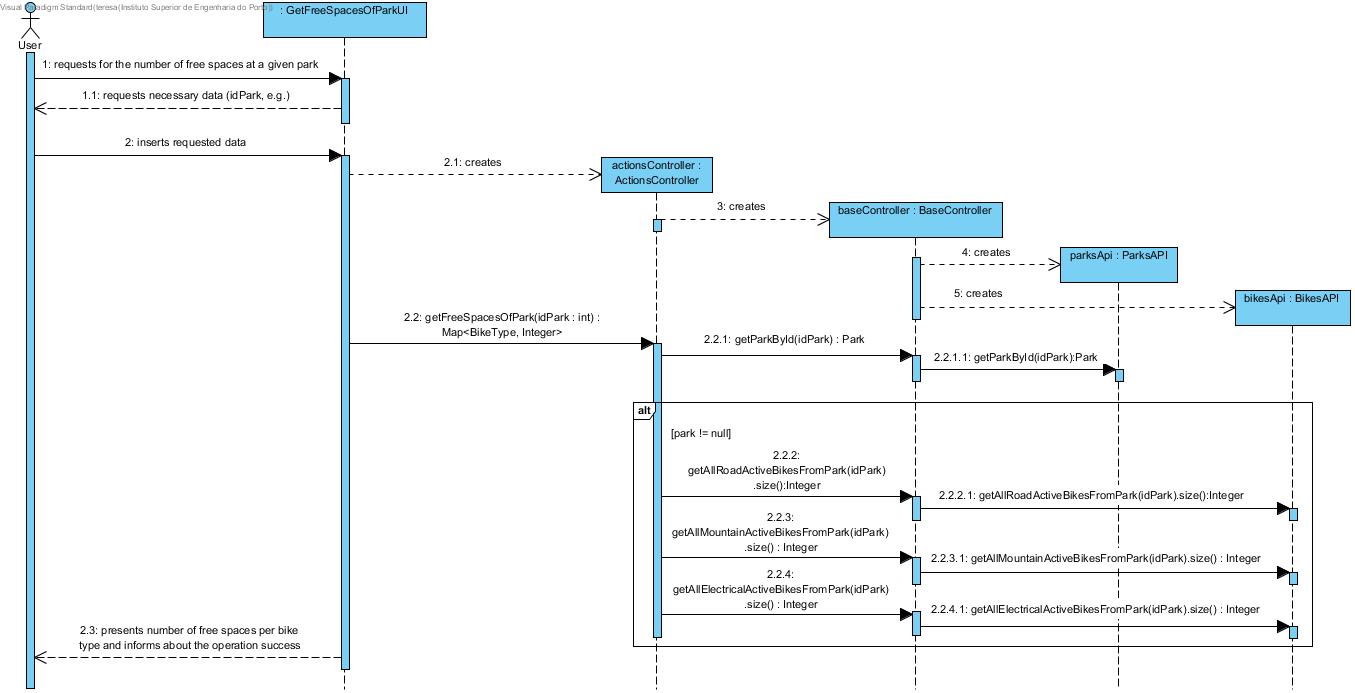 Visual Paradigm Standard(teresa(Instituto Superior de Engenharia do Porto))
: GetFreeSpacesOfParkUI
User
1: requests for the number of free spaces at a given park
1.1: requests necessary data (idPark, e.g.)
2: inserts requested data
2.1: creates
actionsController :
ActionsController
3: creates
baseController : BaseController
4: creates
parksApi : ParksAPI
5: creates
bikesApi : BikesAPI
2.2: getFreeSpacesOfPark(idPark : int) :
Map<BikeType, Integer>
2.2.1: getParkById(idPark) : Park
2.2.1.1: getParkById(idPark):Park
alt
[park != null]
2.2.2:
getAllRoadActiveBikesFromPark(idPark)
.size():Integer
2.2.2.1: getAllRoadActiveBikesFromPark(idPark).size():Integer
2.2.3:
getAllMountainActiveBikesFromPark(idPark)
.size() : Integer
2.2.3.1: getAllMountainActiveBikesFromPark(idPark).size() : Integer
2.2.4:
getAllElectricalActiveBikesFromPark(idPark)
.size() : Integer
2.2.4.1: getAllElectricalActiveBikesFromPark(idPark).size() : Integer
2.3: presents number of free spaces per bike
type and informs about the operation success